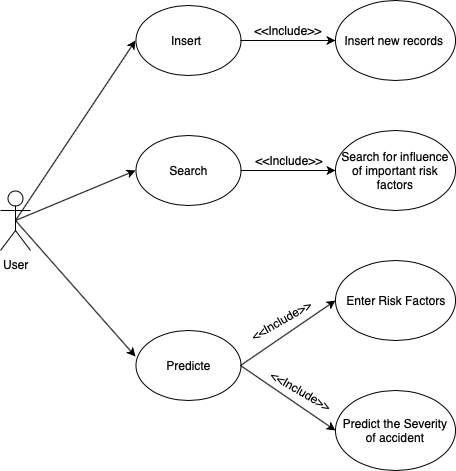 Insert
<<Include>>
Insert new records
Search
<<Include>>
Search for influence
of important risk
factors
User
Predicte
<<Include>>
Enter Risk Factors
<<Include>>
Predict the Severity
of accident